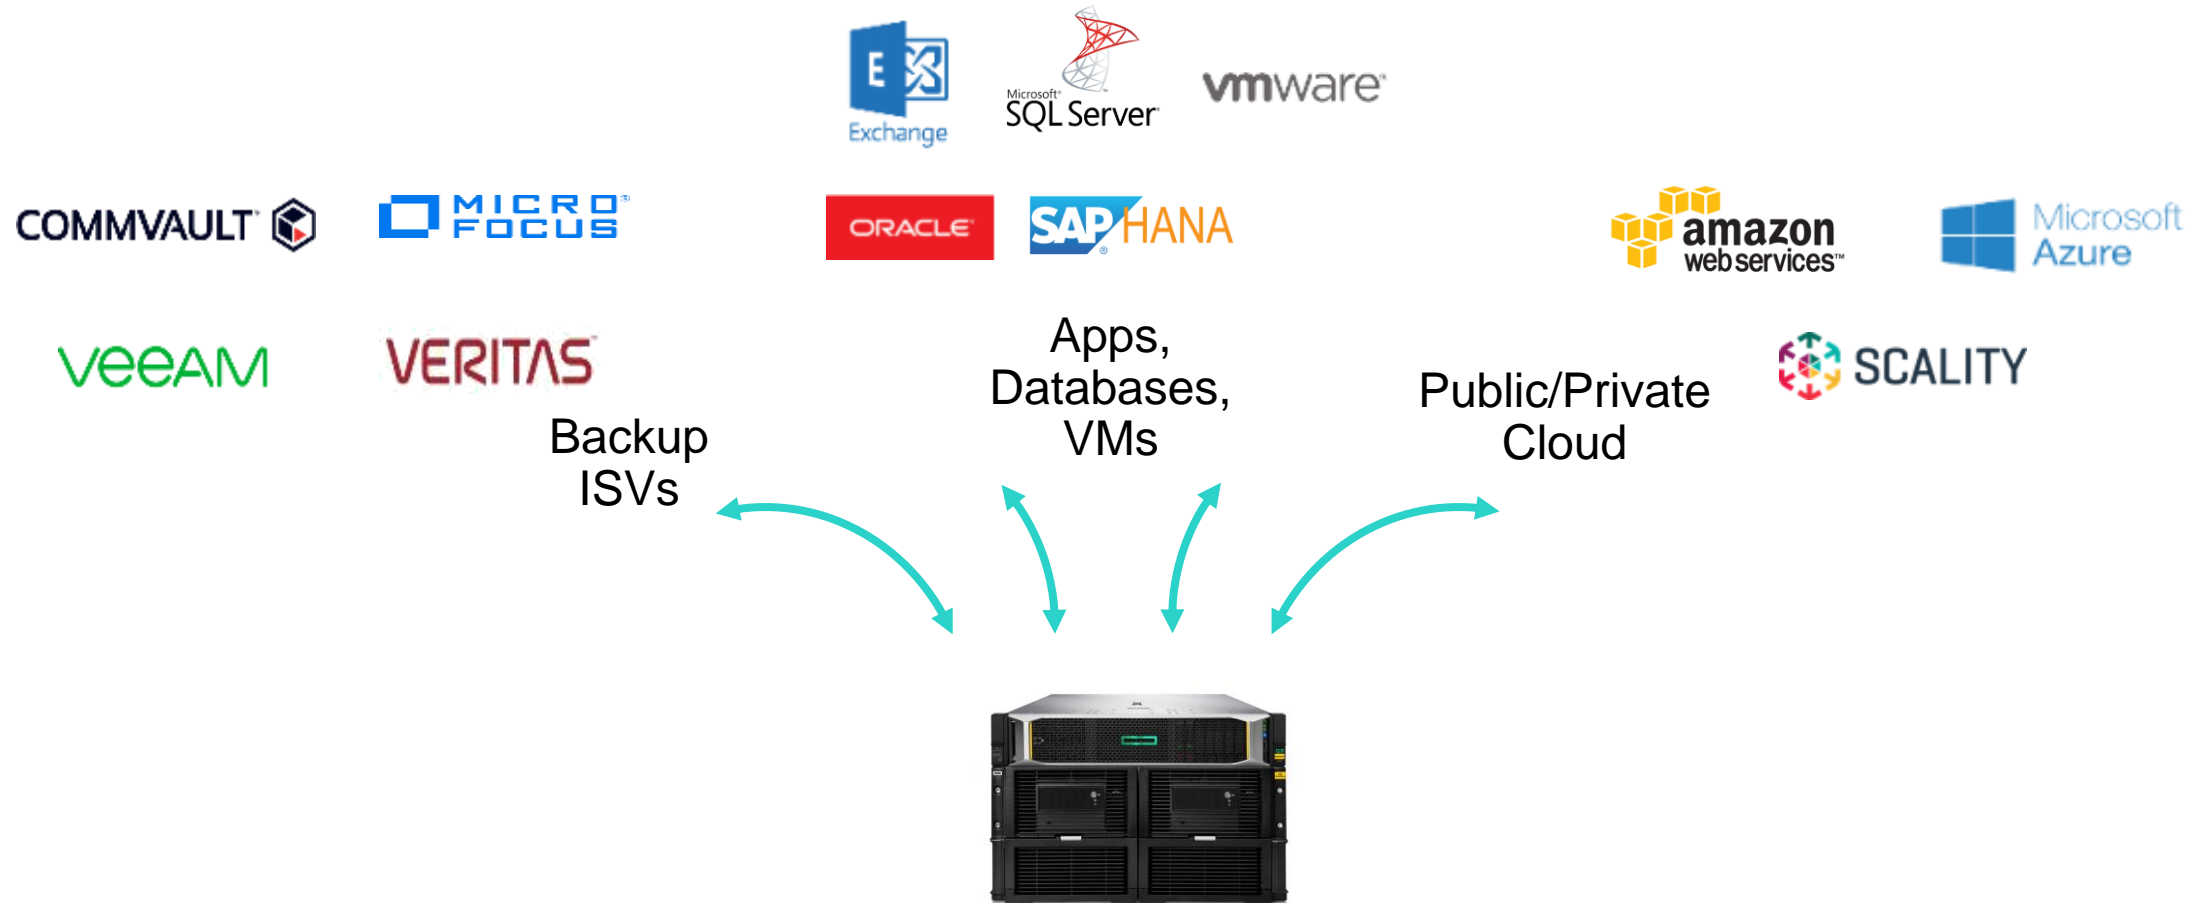 Exchange
Microsoft®
SQL Server
vmware
COMMVAULT
MICRO
FOCUS
ORACLE
SAP HANA
amazon
web services™
Microsoft
Azure
veeAM
VERITAS
SCALITY
Apps,
Databases,
VMs
Public/Private
Cloud
Backup
ISVs